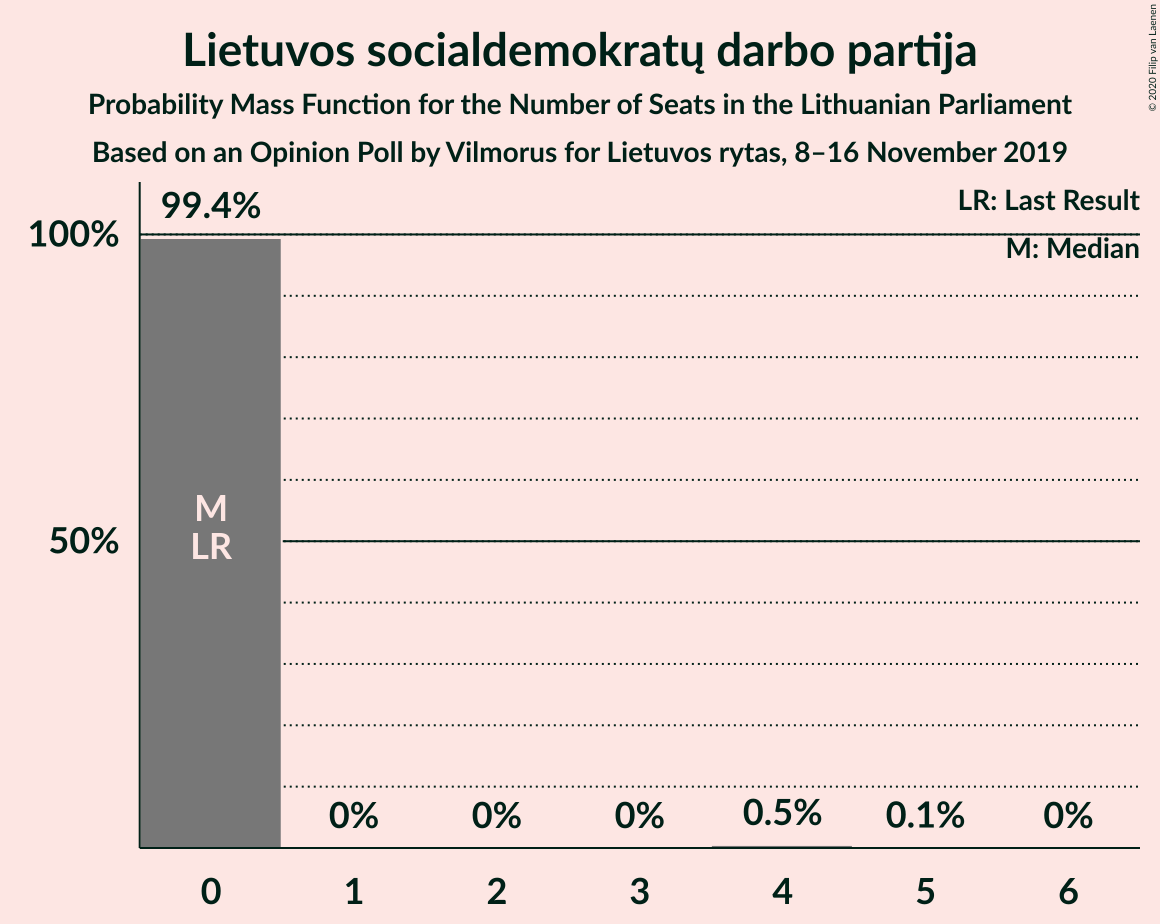 Lietuvos socialdemokratų darbo partija
Probability Mass Function for the Number of Seats in the Lithuanian Parliament
Based on an Opinion Poll by Vilmorus for Lietuvos rytas, 8–16 November 2019
© 2020 Filip van Laenen
LR: Last Result
M: Median
99.4%
100%
50%
M
LR
0% 0% 0% 0.5% 0.1% 0%
0 1 2 3 4 5 6